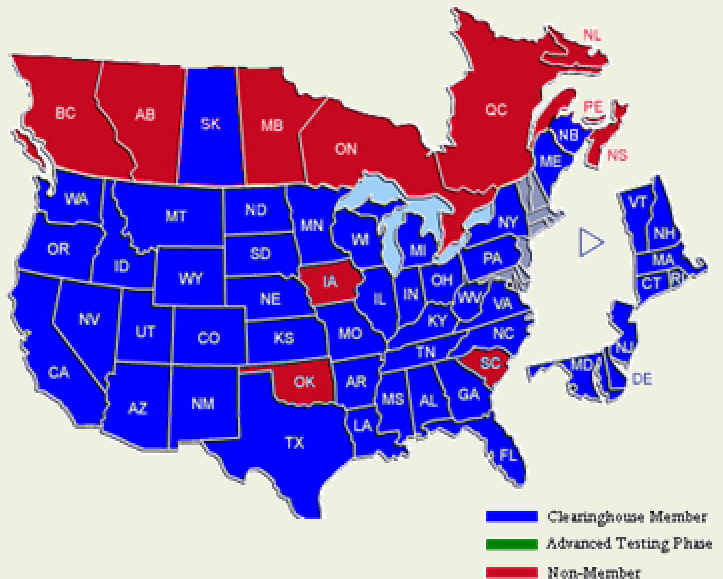 NL
QC
PE
BC
AB
SK
MB
ON
NB
NS
ME
WA
MT
ND
MN
WI
MI
NY
VT
NH
OR
ID
SD
WY
PA
MA
CT
NE
IA
IL
IN
OH
WV
VA
NV
UT
CO
KS
MO
KY
NC
NJ
TN
SC
MD
DE
CA
AZ
NM
OK
AR
MS
AL
GA
TX
LA
FL
Clearinghouse Member
Advanced Testing Phase
Non-Member